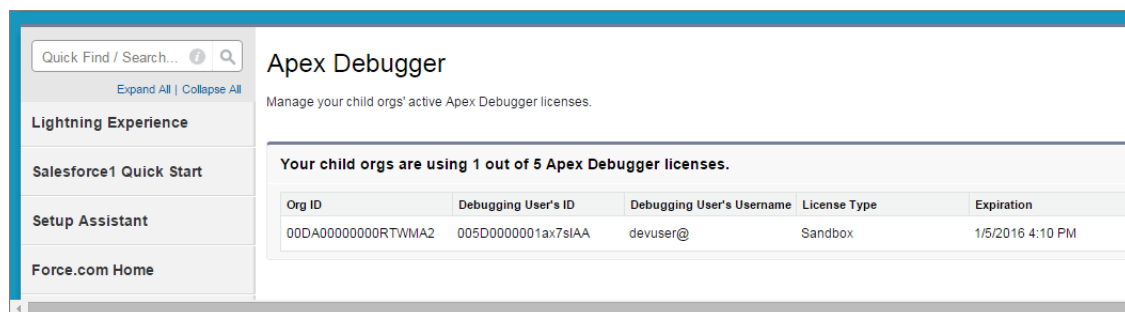 Quick Find / Search...
Expand All | Collapse All
Lightning Experience
Salesforce1 Quick Start
Setup Assistant
Force.com Home
Apex Debugger
Manage your child orgs' active Apex Debugger licenses.
Your child orgs are using 1 out of 5 Apex Debugger licenses.
Org ID Debugging User's ID Debugging User's Username License Type Expiration
00DA00000000RTWMA2 005D0000001ax7sIAA devuser@ Sandbox 1/5/2016 4:10 PM